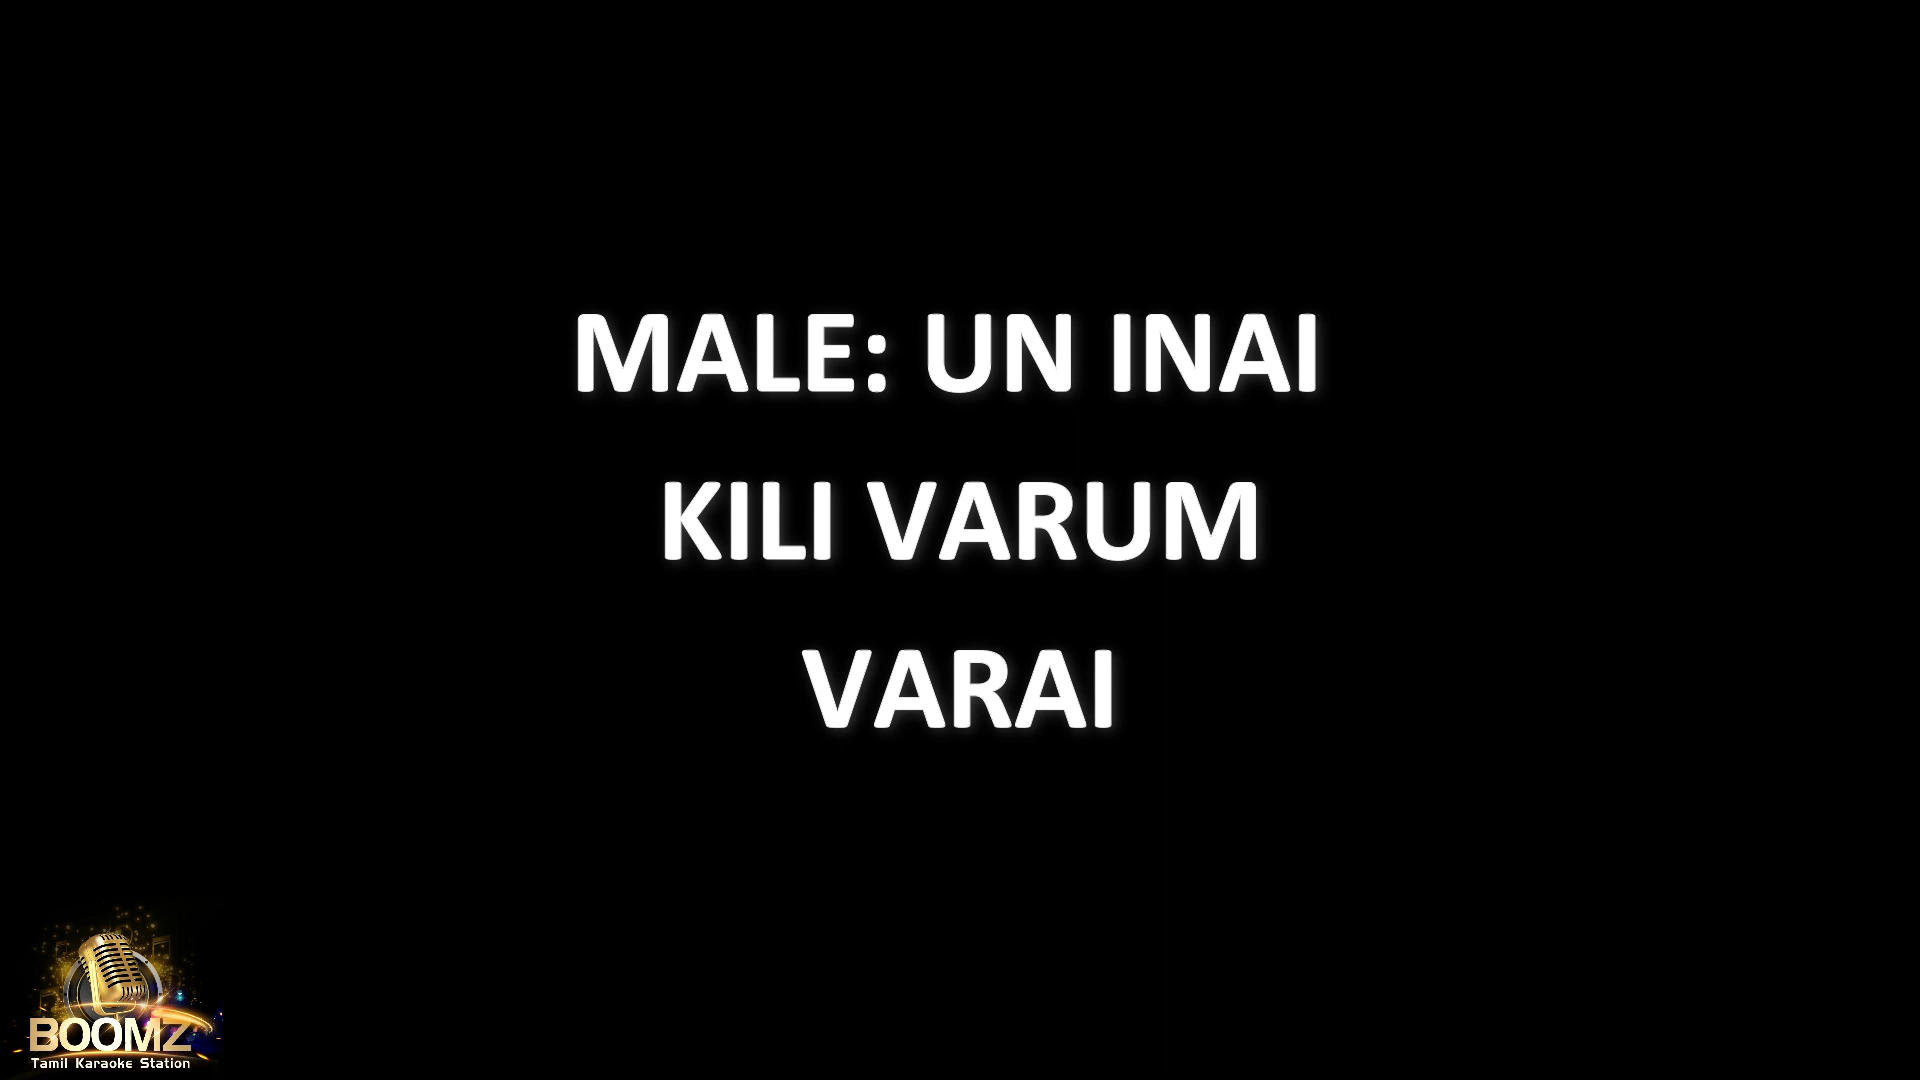 MALE: UN INAI
KILI VARUM
VARAI
BOOMZ
Tamil Karaoke Station